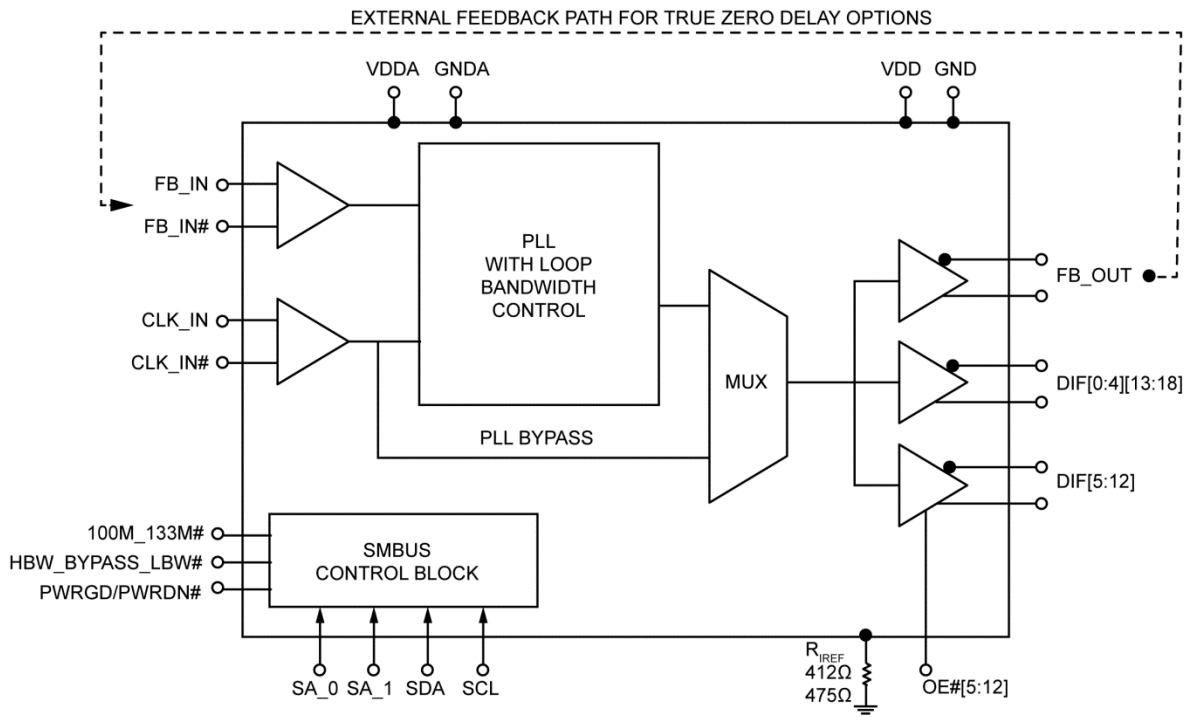 EXTERNAL FEEDBACK PATH FOR TRUE ZERO DELAY OPTIONS
VDDA
GNDA
VDD
GND
FB_IN
FB_IN#
PLL
WITH LOOP
BANDWIDTH
CONTROL
FB_OUT
CLK_IN
CLK_IN#
MUX
DIF[0:4][13:18]
PLL BYPASS
DIF[5:12]
100M_133M#
HBW_BYPASS_LBW#
PWRGD/PWRDN#
SMBUS
CONTROL BLOCK
SA_0
SA_1
SDA
SCL
RIREF
412Ω
475Ω
OE#[5:12]